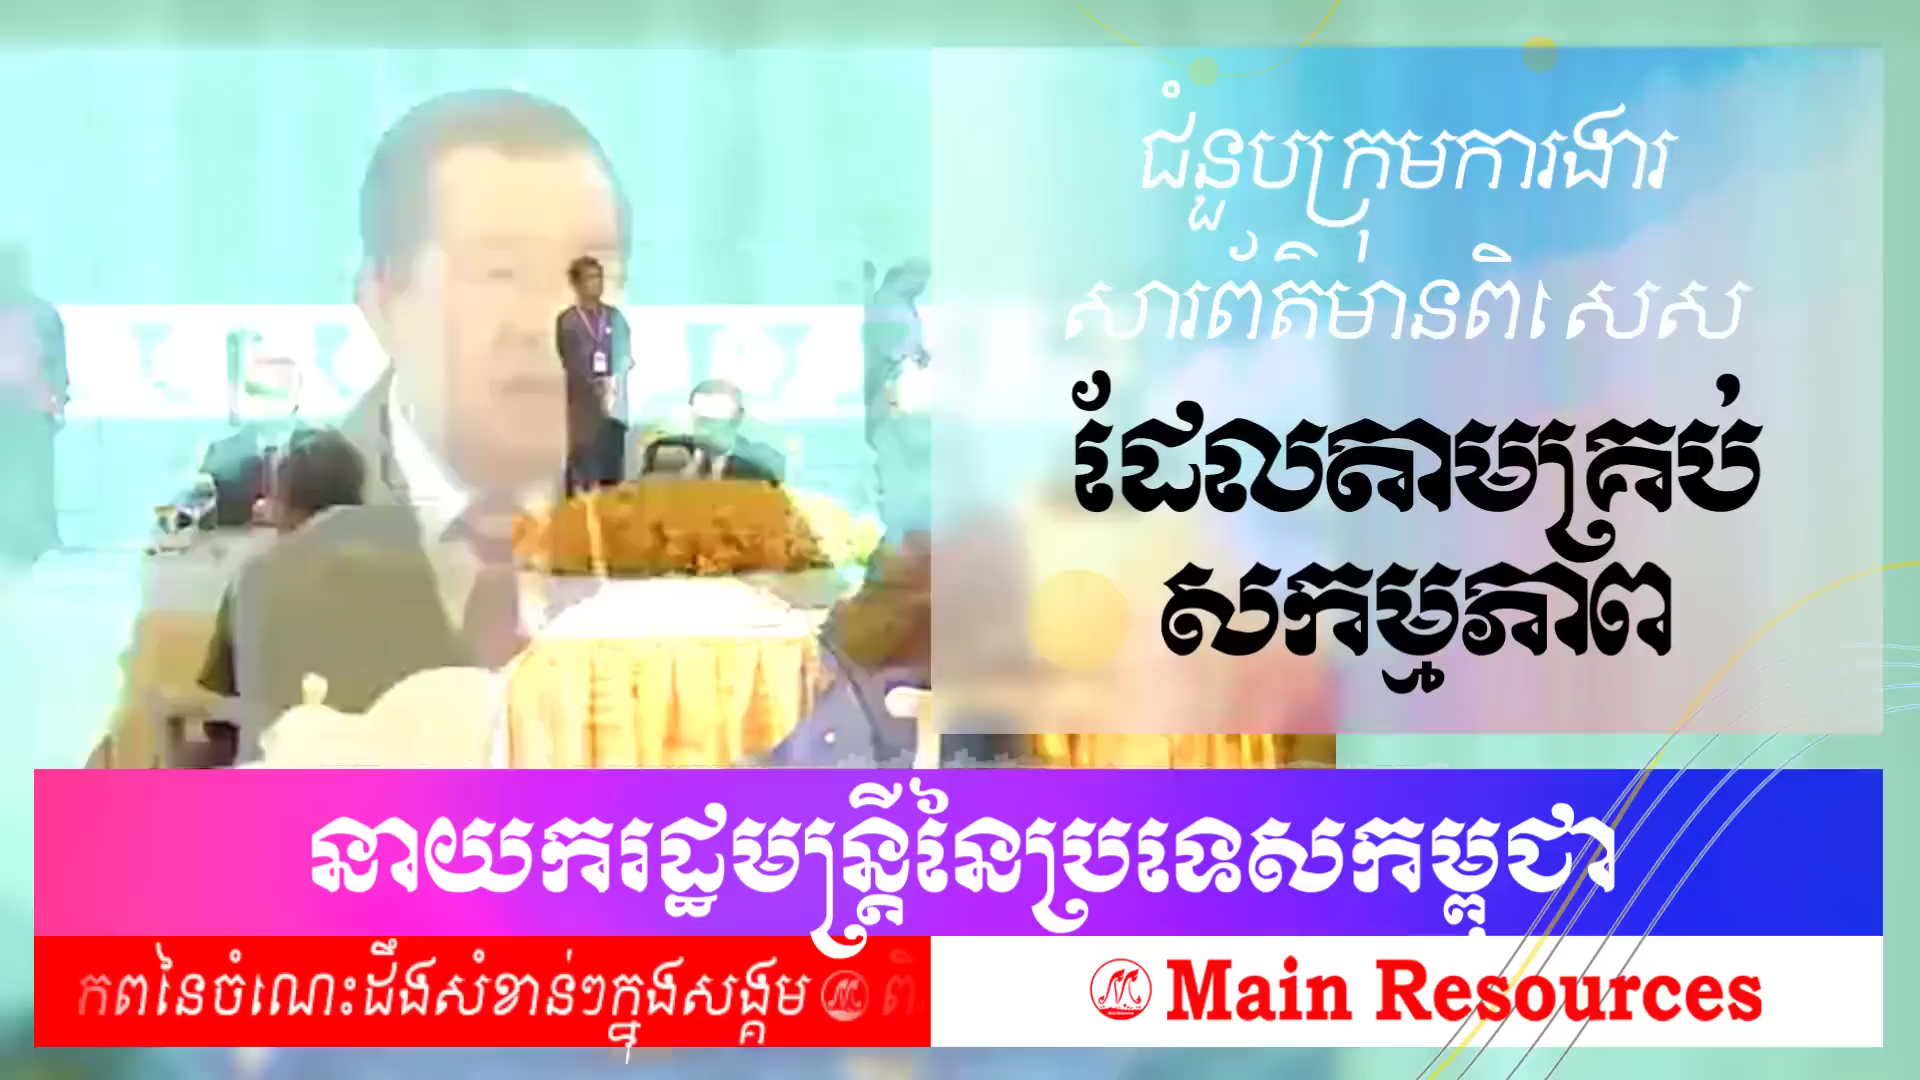 ជំនួបក្រុមការងារ
សារព័ត៌មានពិសេស
ដែលតាមគ្រប់
សកម្មភាព
នាយករដ្ឋមន្ត្រីនៃប្រទេសកម្ពុជា
ភពនៃចំណេះដឹងសំខាន់ៗក្នុងសង្គម
Main Resources